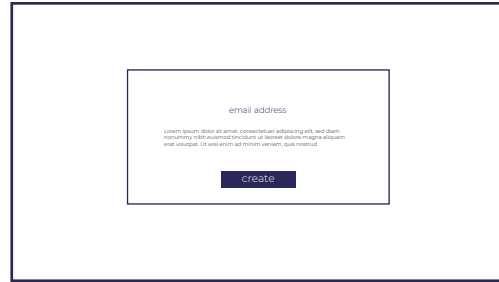 email address
Lorem ipsum dolor sit amet, consectetuer adipiscing elit, sed diam
nonummy nibh euismod tincidunt ut laoreet dolore magna aliquam
erat volutpat. Ut wisi enim ad minim veniam, quis nostrud
create